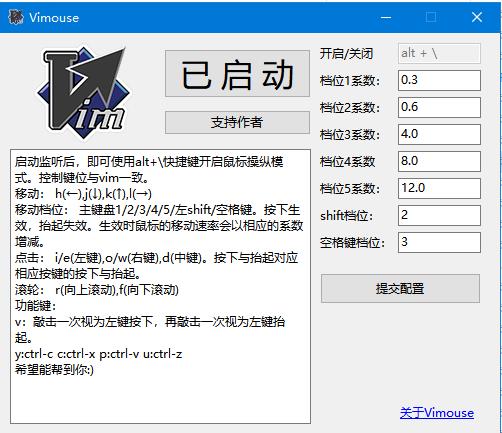 Vimouse
Vim
已启动
支持作者
启动监听后，即可使用alt+\快捷键开启鼠标操纵模
式。控制键位与vim一致。
移动： h(←),j(↓),k(↑),l(→)
移动档位： 主键盘1/2/3/4/5/左shift/空格键。按下生
效，抬起失效。生效时鼠标的移动速率会以相应的系数
增减。
点击： i/e(左键),o/w(右键),d(中键)。按下与抬起对应
相应按键的按下与抬起。
滚轮： r(向上滚动),f(向下滚动)
功能键：
v：敲击一次视为左键按下，再敲击一次视为左键抬
起。
y:ctrl-c c:ctrl-x p:ctrl-v u:ctrl-z
希望能帮到你:)
开启/关闭 alt + \
档位1系数： 0.3
档位2系数： 0.6
档位3系数： 4.0
档位4系数 8.0
档位5系数： 12.0
shift档位： 2
空格键档位： 3
提交配置
关于Vimouse